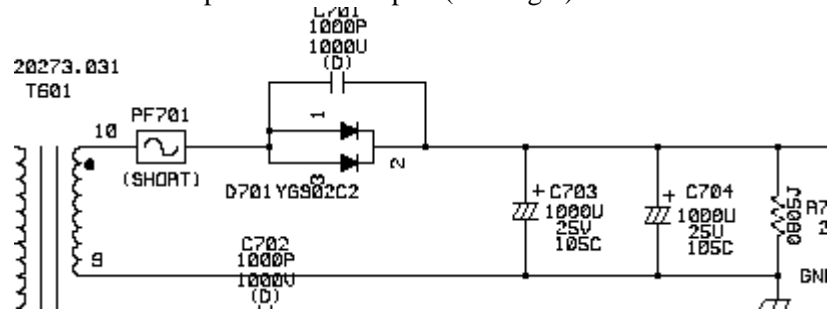 C701
1000P
1000V
(D)
20273.031
T601
PF701
10
1
(SHORT)
3
2
D701 YG902C2
+ C703
1000U
25V
105C
+ C704
1000U
25V
105C
0805J
9
C702
1000P
1000V
(D)